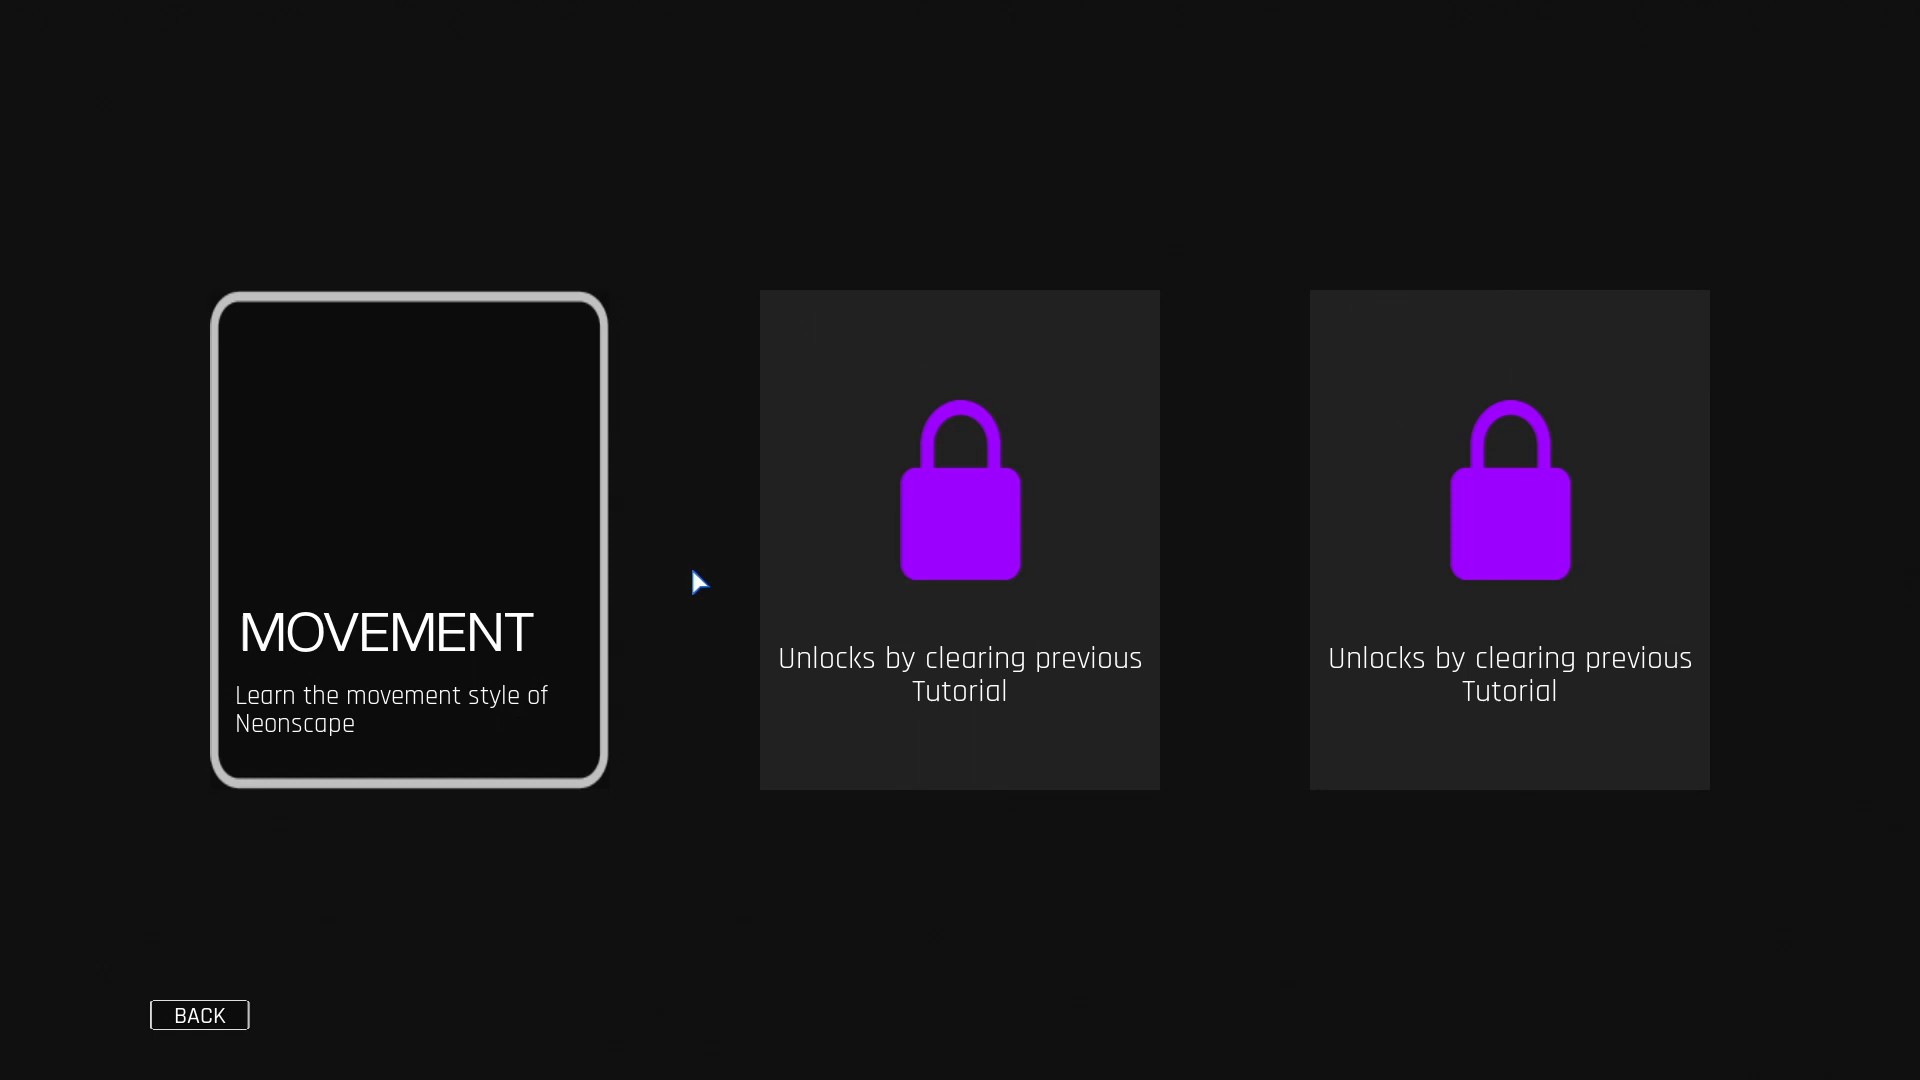 MOVEMENT
Learn the movement style of
Neonscape
Unlocks by clearing previous
Tutorial
Unlocks by clearing previous
Tutorial
BACK